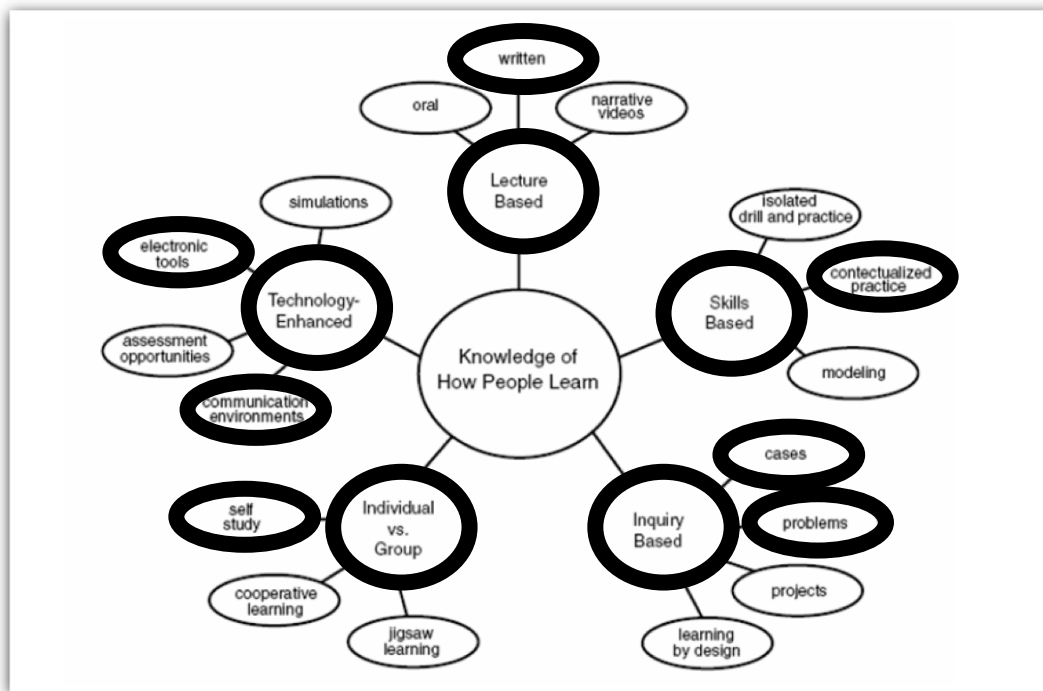 written
oral
narrative
videos
Lecture
Based
simulations
electronic
tools
Technology-
Enhanced
assessment
opportunities
communication
environments
isolated
drill and practice
contectualized
practice
Skills
Based
modeling
Knowledge of
How People Learn
self
study
Individual
vs.
Group
cooperative
learning
jigsaw
learning
cases
problems
Inquiry
Based
projects
learning
by design